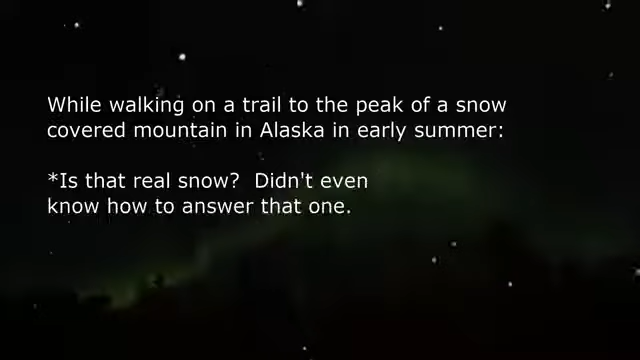 While walking on a trail to the peak of a snow
covered mountain in Alaska in early summer:
*Is that real snow?  Didn't even
know how to answer that one.